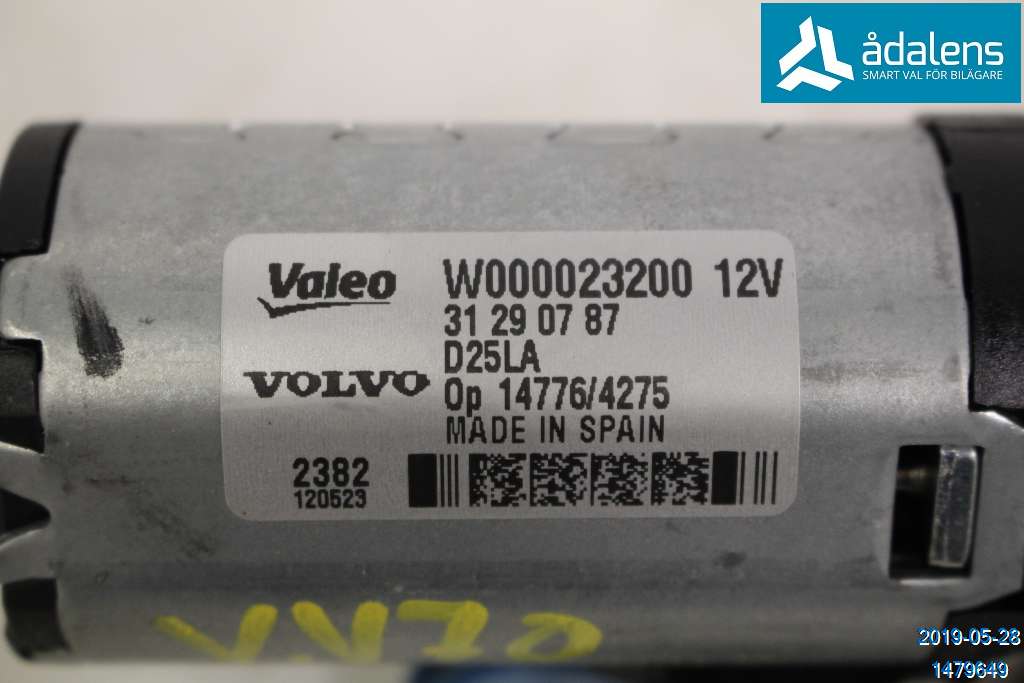 ådalens
SMART VAL FÖR BILÄGARE
Valeo
W000023200 12V
31 29 07 87
D25LA
VOLVO
Op 14776/4275
MADE IN SPAIN
2382
120523
2019-05-28
1479649